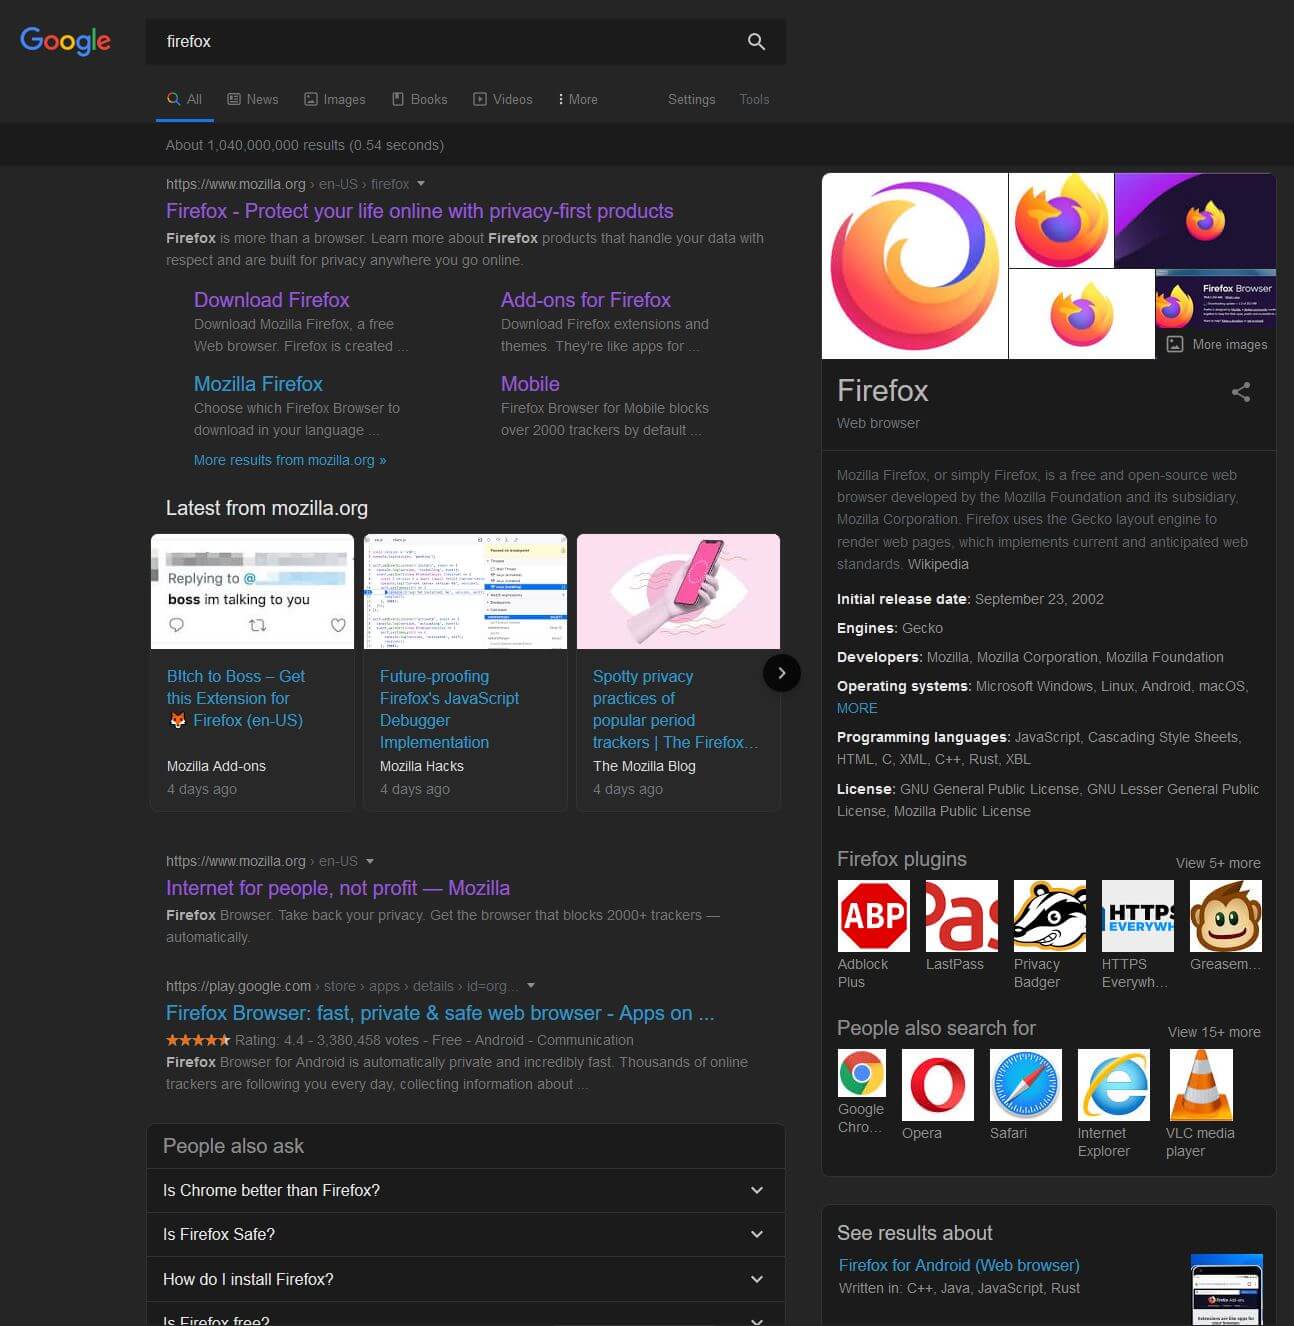 Google
firefox
All
News
Images
Books
Videos
More
Settings
Tools
About 1,040,000,000 results (0.54 seconds)
https://www.mozilla.org › en-US › firefox
Firefox - Protect your life online with privacy-first products
Firefox is more than a browser. Learn more about Firefox products that handle your data with
respect and are built for privacy anywhere you go online.
Download Firefox
Download Mozilla Firefox, a free
Web browser. Firefox is created ...
Add-ons for Firefox
Download Firefox extensions and
themes. They're like apps for ...
Mozilla Firefox
Choose which Firefox Browser to
download in your language ...
Mobile
Firefox Browser for Mobile blocks
over 2000 trackers by default ...
More results from mozilla.org »
Latest from mozilla.org
Replying to @
boss im talking to you
B!tch to Boss – Get
this Extension for
🦊 Firefox (en-US)
Mozilla Add-ons
4 days ago
Future-proofing
Firefox's JavaScript
Debugger
Implementation
Mozilla Hacks
4 days ago
Spotty privacy
practices of
popular period
trackers | The Firefox...
The Mozilla Blog
4 days ago
https://www.mozilla.org › en-US
Internet for people, not profit — Mozilla
Firefox Browser. Take back your privacy. Get the browser that blocks 2000+ trackers —
automatically.
https://play.google.com › store › apps › details › id=org...
Firefox Browser: fast, private & safe web browser - Apps on ...
Rating: 4.4 - 3,380,458 votes - Free - Android - Communication
Firefox Browser for Android is automatically private and incredibly fast. Thousands of online
trackers are following you every day, collecting information about ...
People also ask
Is Chrome better than Firefox?
Is Firefox Safe?
How do I install Firefox?
Is Firefox free?
Firefox Browser
More images
Firefox
Web browser
Mozilla Firefox, or simply Firefox, is a free and open-source web
browser developed by the Mozilla Foundation and its subsidiary,
Mozilla Corporation. Firefox uses the Gecko layout engine to
render web pages, which implements current and anticipated web
standards. Wikipedia
Initial release date: September 23, 2002
Engines: Gecko
Developers: Mozilla, Mozilla Corporation, Mozilla Foundation
Operating systems: Microsoft Windows, Linux, Android, macOS,
MORE
Programming languages: JavaScript, Cascading Style Sheets,
HTML, C, XML, C++, Rust, XBL
License: GNU General Public License, GNU Lesser General Public
License, Mozilla Public License
Firefox plugins
View 5+ more
ABP
Pas
HTTPS
EVERYWH
Adblock
Plus
LastPass
Privacy
Badger
HTTPS
Everywh...
Greasem...
People also search for
View 15+ more
Google
Chro...
Opera
Safari
Internet
Explorer
VLC media
player
See results about
Firefox for Android (Web browser)
Written in: C++, Java, JavaScript, Rust